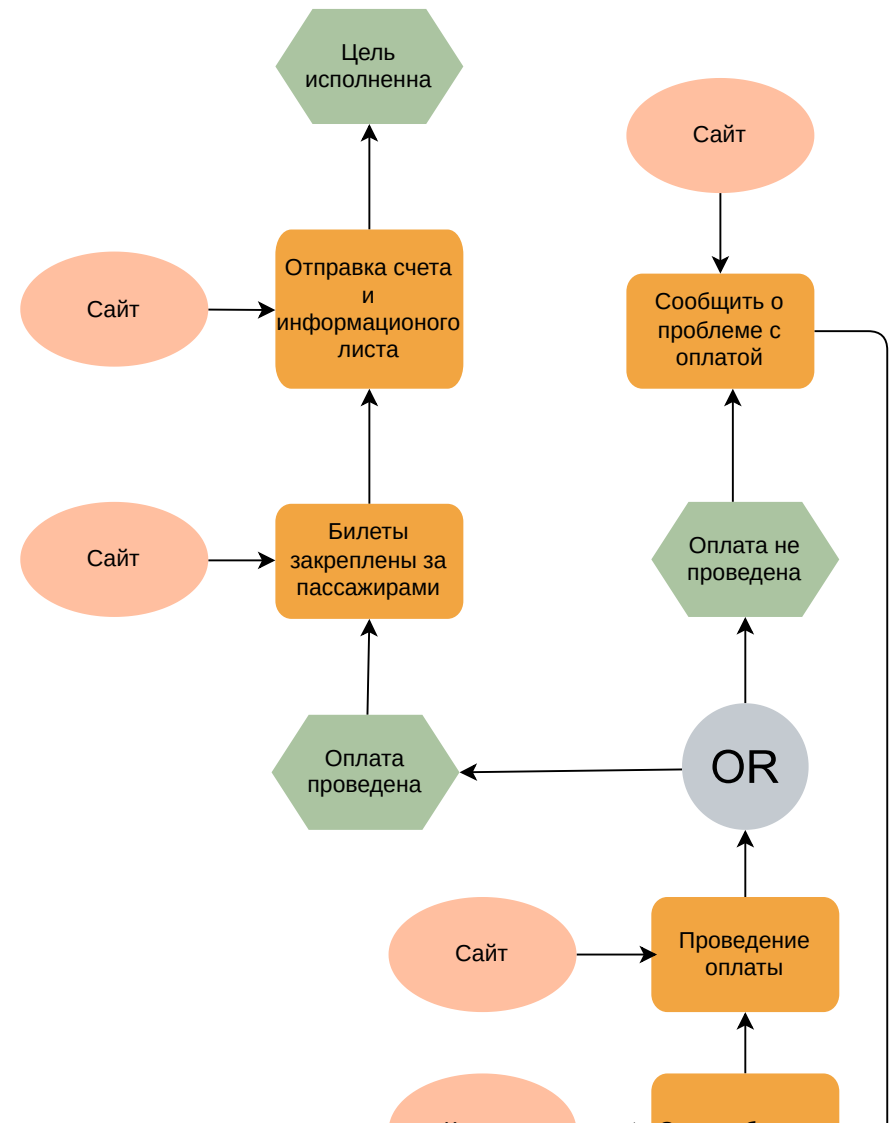 Цель
исполненна
Сайт
Отправка счета
и
информационого
листа
Сайт
Сообщить о
проблеме с
оплатой
Сайт
Билеты
закреплены за
пассажирами
Сайт
Оплата не
проведена
Оплата
проведена
OR
Сайт
Проведение
оплаты